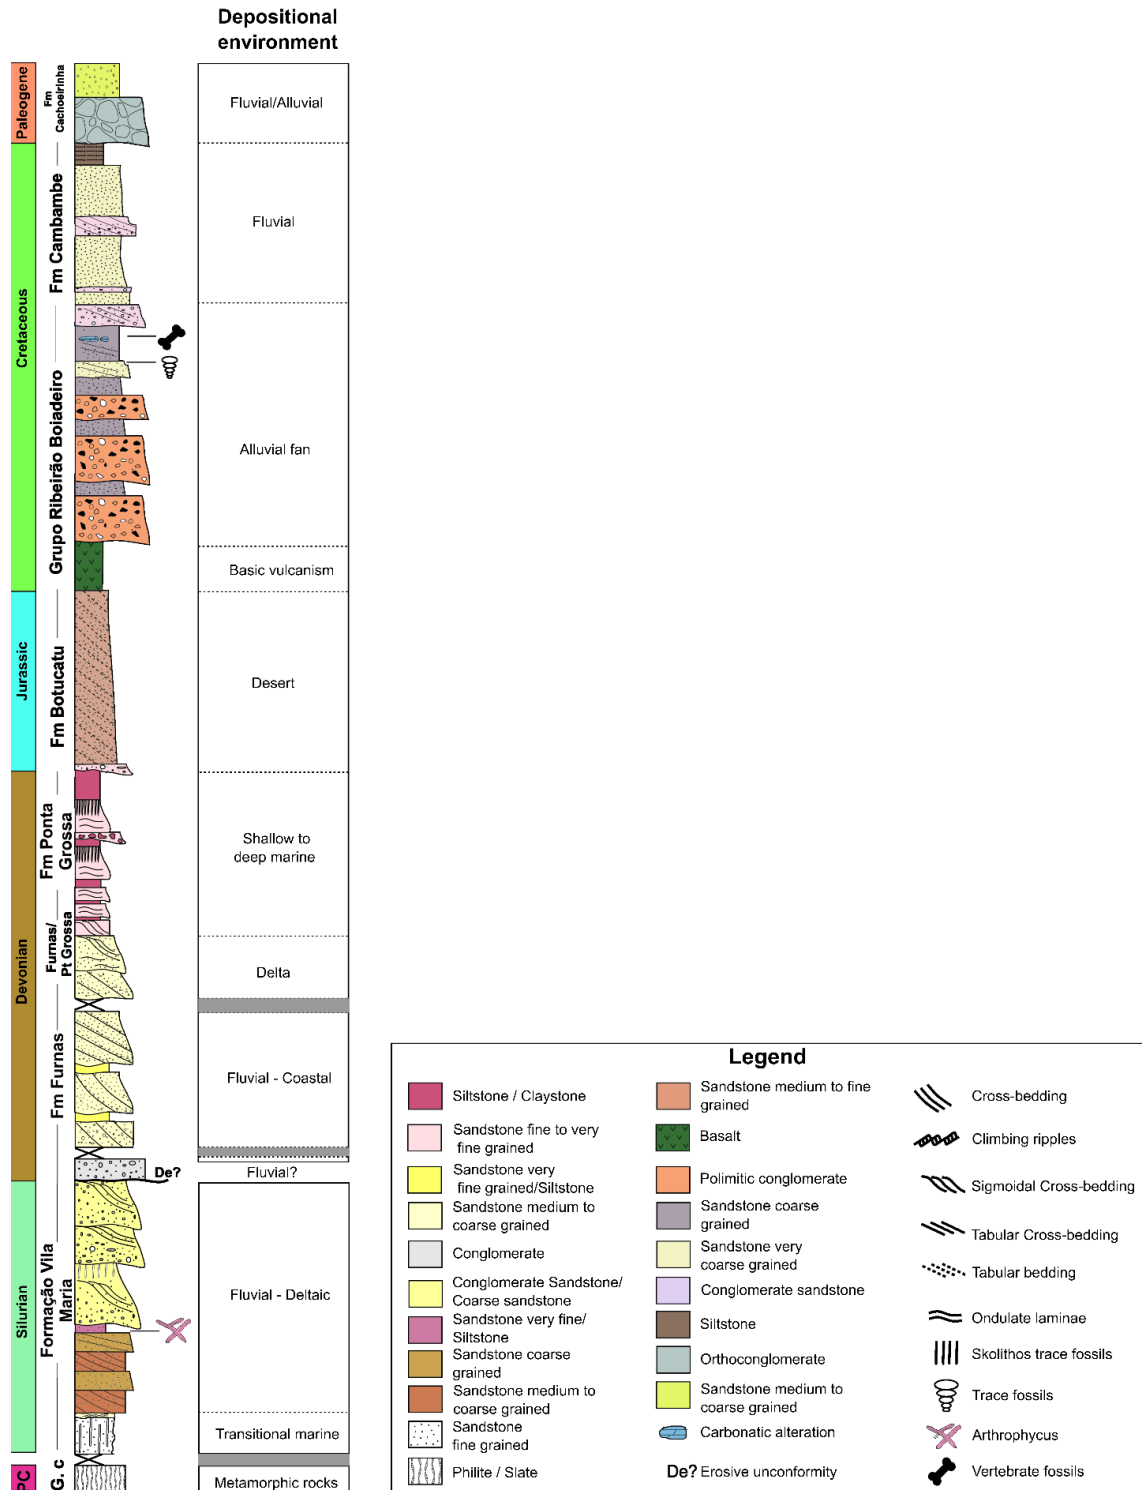 Depositional
environment
Paleogene
Fm
Cachoeirinha
Fluvial/Alluvial
Cretaceous
Fm Cambambe
Fluvial
Grupo Ribeirão Boiadeiro
Alluvial fan
Basic vulcanism
Jurassic
Fm Botucatu
Desert
Devonian
Fm Ponta
Grossa
Shallow to
deep marine
Furnas/
Pt Grossa
Delta
Fm Furnas
Fluvial - Coastal
De?
Fluvial?
Silurian
Formação Vila
Maria
Fluvial - Deltaic
Transitional marine
PC
G. c
Metamorphic rocks
Legend
Siltstone / Claystone
Sandstone fine to very
fine grained
Sandstone very
fine grained/Siltstone
Sandstone medium to
coarse grained
Conglomerate
Conglomerate Sandstone/
Coarse sandstone
Sandstone very fine/
Siltstone
Sandstone coarse
grained
Sandstone medium to
coarse grained
Sandstone
fine grained
Philite / Slate
Sandstone medium to fine
grained
Basalt
Polimitic conglomerate
Sandstone coarse
grained
Sandstone very
coarse grained
Conglomerate sandstone
Siltstone
Orthoconglomerate
Sandstone medium to
coarse grained
Carbonatic alteration
De? Erosive unconformity
Cross-bedding
Climbing ripples
Sigmoidal Cross-bedding
Tabular Cross-bedding
Tabular bedding
Ondulate laminae
Skolithos trace fossils
Trace fossils
Arthrophycus
Vertebrate fossils